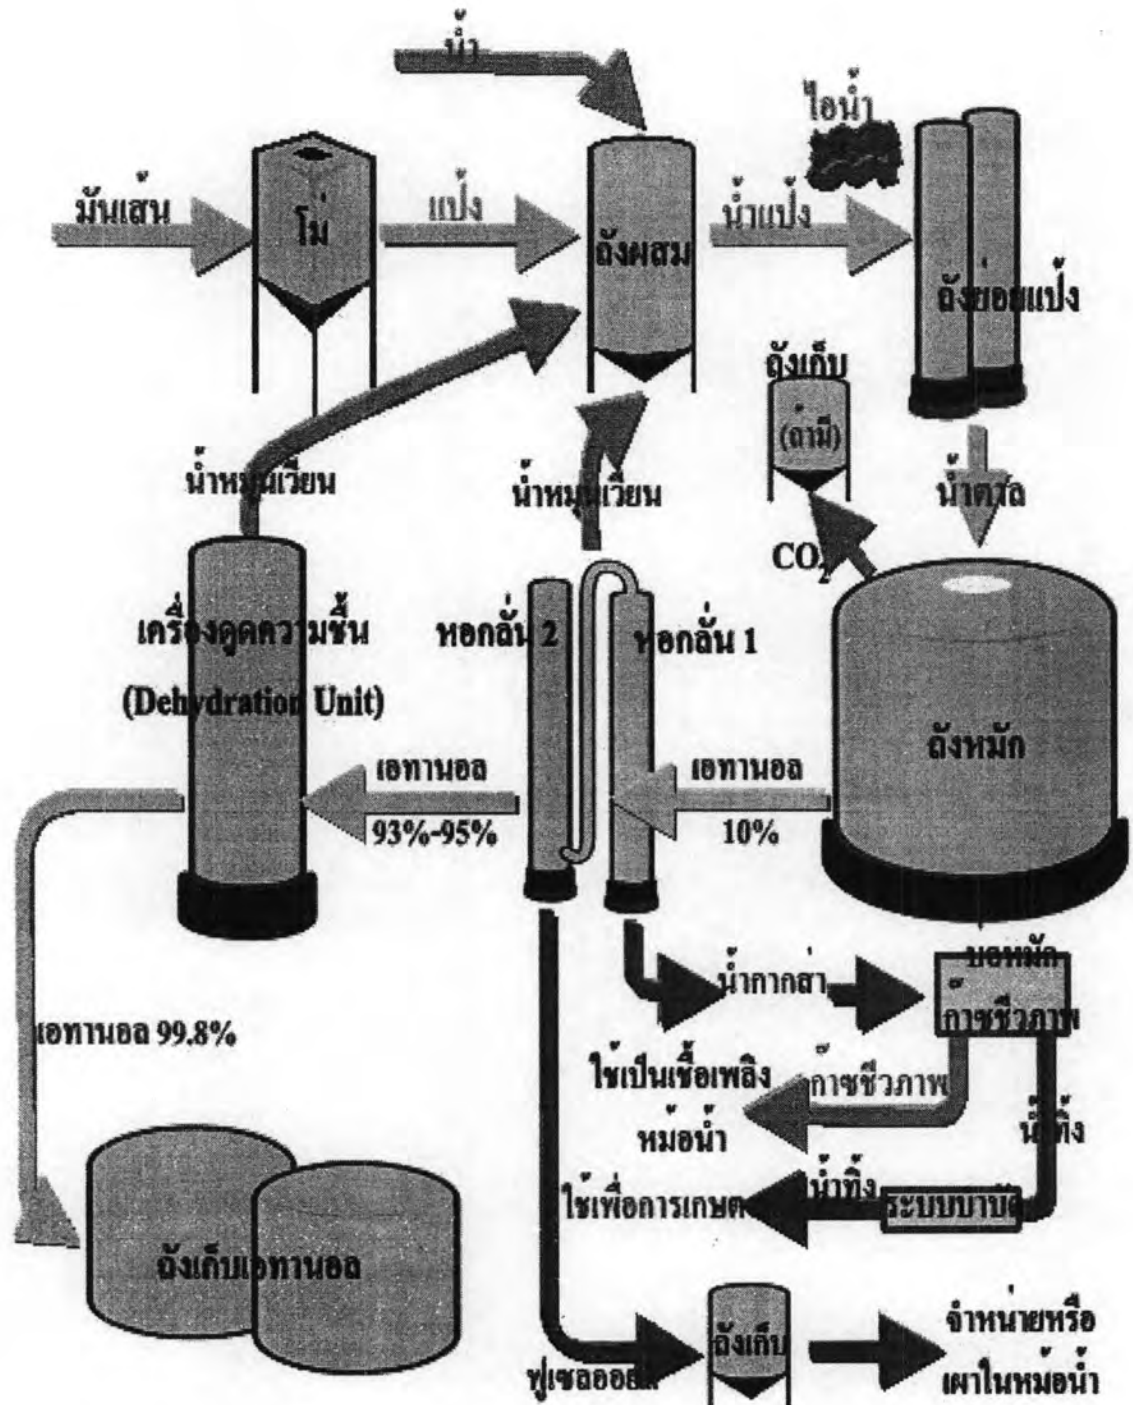 น้ำ
ไอน้ำ
มันเส้น
โม่
แป้ง
ถังผสม
น้ำแป้ง
ถังย่อยแป้ง
ถังเก็บ
(ถ้ามี)
น้ำหมุนเวียน
น้ำหมุนเวียน
น้ำตาล
CO2
เครื่องดูดความชื้น
(Dehydration Unit)
หอกลั่น 2
หอกลั่น 1
ถังหมัก
เอทานอล
93%-95%
เอทานอล
10%
น้ำกากส่า
บ่อหมัก
ก๊าซชีวภาพ
เอทานอล 99.8%
ใช้เป็นเชื้อเพลิง
หม้อน้ำ
ก๊าซชีวภาพ
น้ำทิ้ง
ใช้เพื่อการเกษตร
น้ำทิ้ง
ระบบบำบัด
ถังเก็บเอทานอล
ฟูเซลออยล์
ถังเก็บ
จำหน่ายหรือ
เผาในหม้อน้ำ